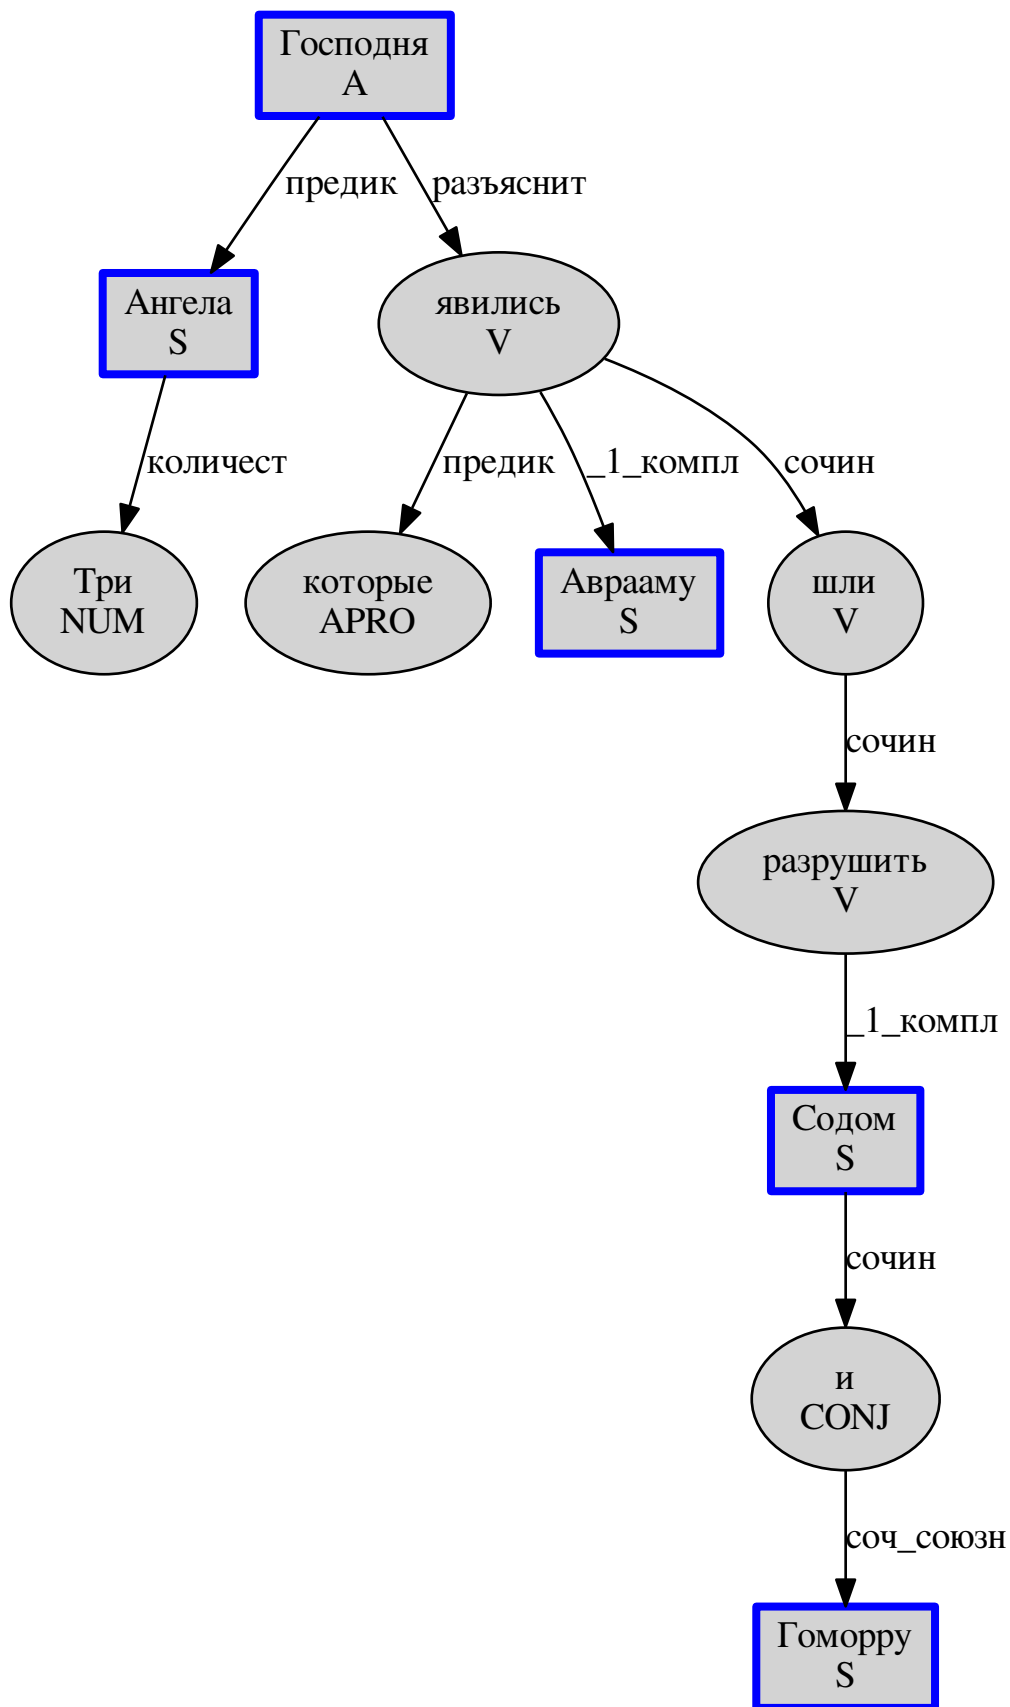 Господня
A
предик
разъяснит
Ангела
S
явились
V
количест
предик
_1_компл
сочин
Три
NUM
которые
APRO
Аврааму
S
шли
V
сочин
разрушить
V
_1_компл
Содом
S
сочин
и
CONJ
соч_союзн
Гоморру
S